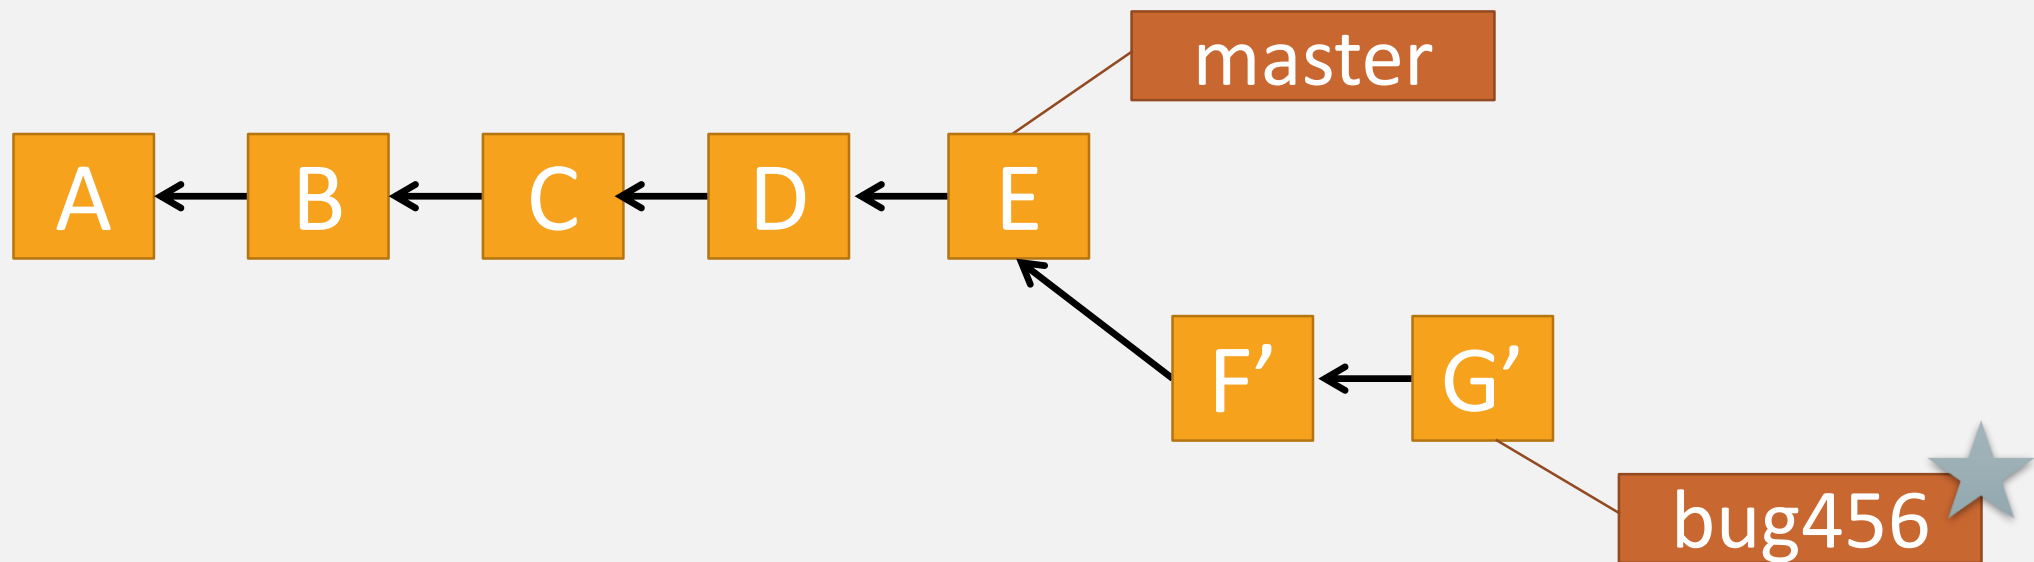 master
A B C D E
F’ G’
bug456